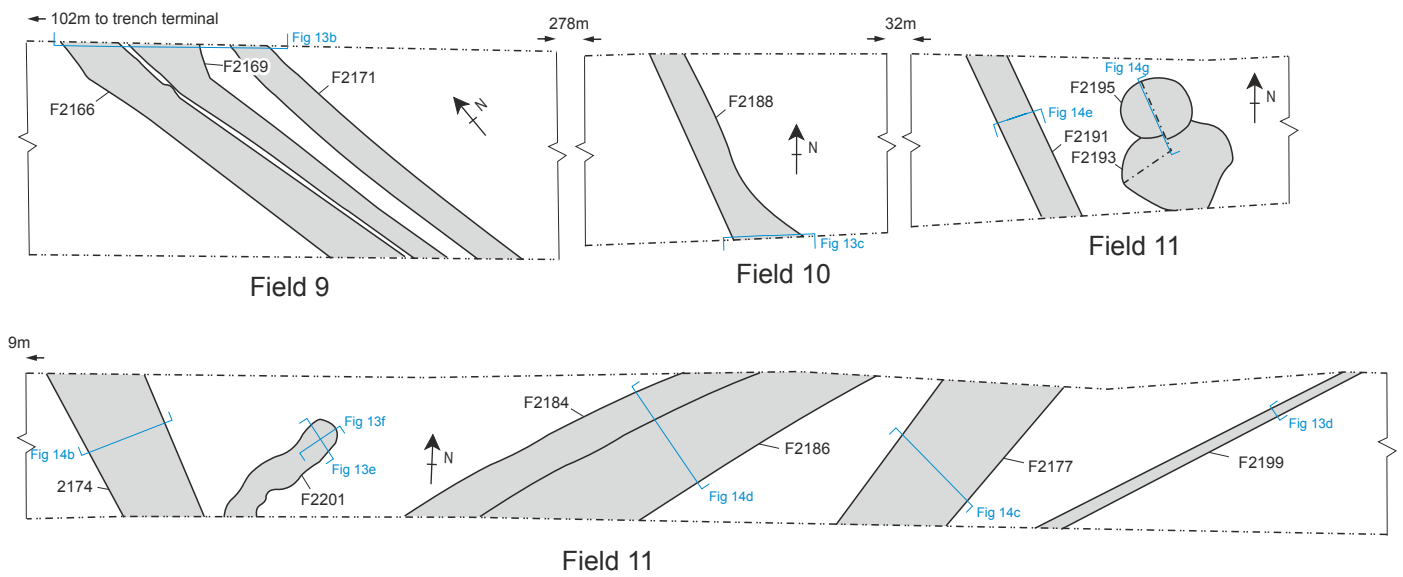 102m to trench terminal
Fig 13b
F2169
F2171
F2166
N
Field 9
278m
F2188
N
Fig 13c
Field 10
32m
Fig 14g
F2195
Fig 14e
F2191
F2193
N
Field 11
9m
Fig 14b
2174
Fig 13f
Fig 13e
F2201
N
F2184
F2186
Fig 14d
F2177
Fig 14c
Fig 13d
F2199
Field 11